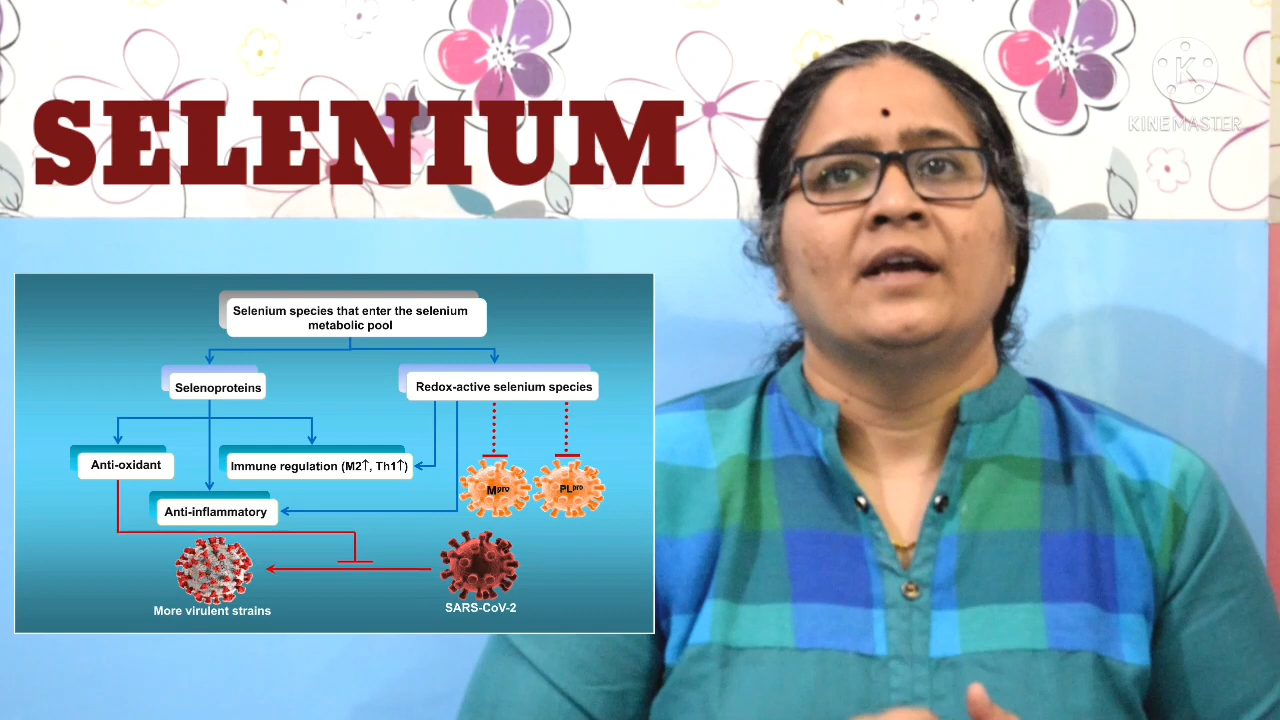 SELENIUM
K
KINEMASTER
Selenium species that enter the selenium
metabolic pool
Selenoproteins
Redox-active selenium species
Anti-oxidant
Immune regulation (M2↑, Th1↑)
Mpro
PLpro
Anti-inflammatory
More virulent strains
SARS-CoV-2